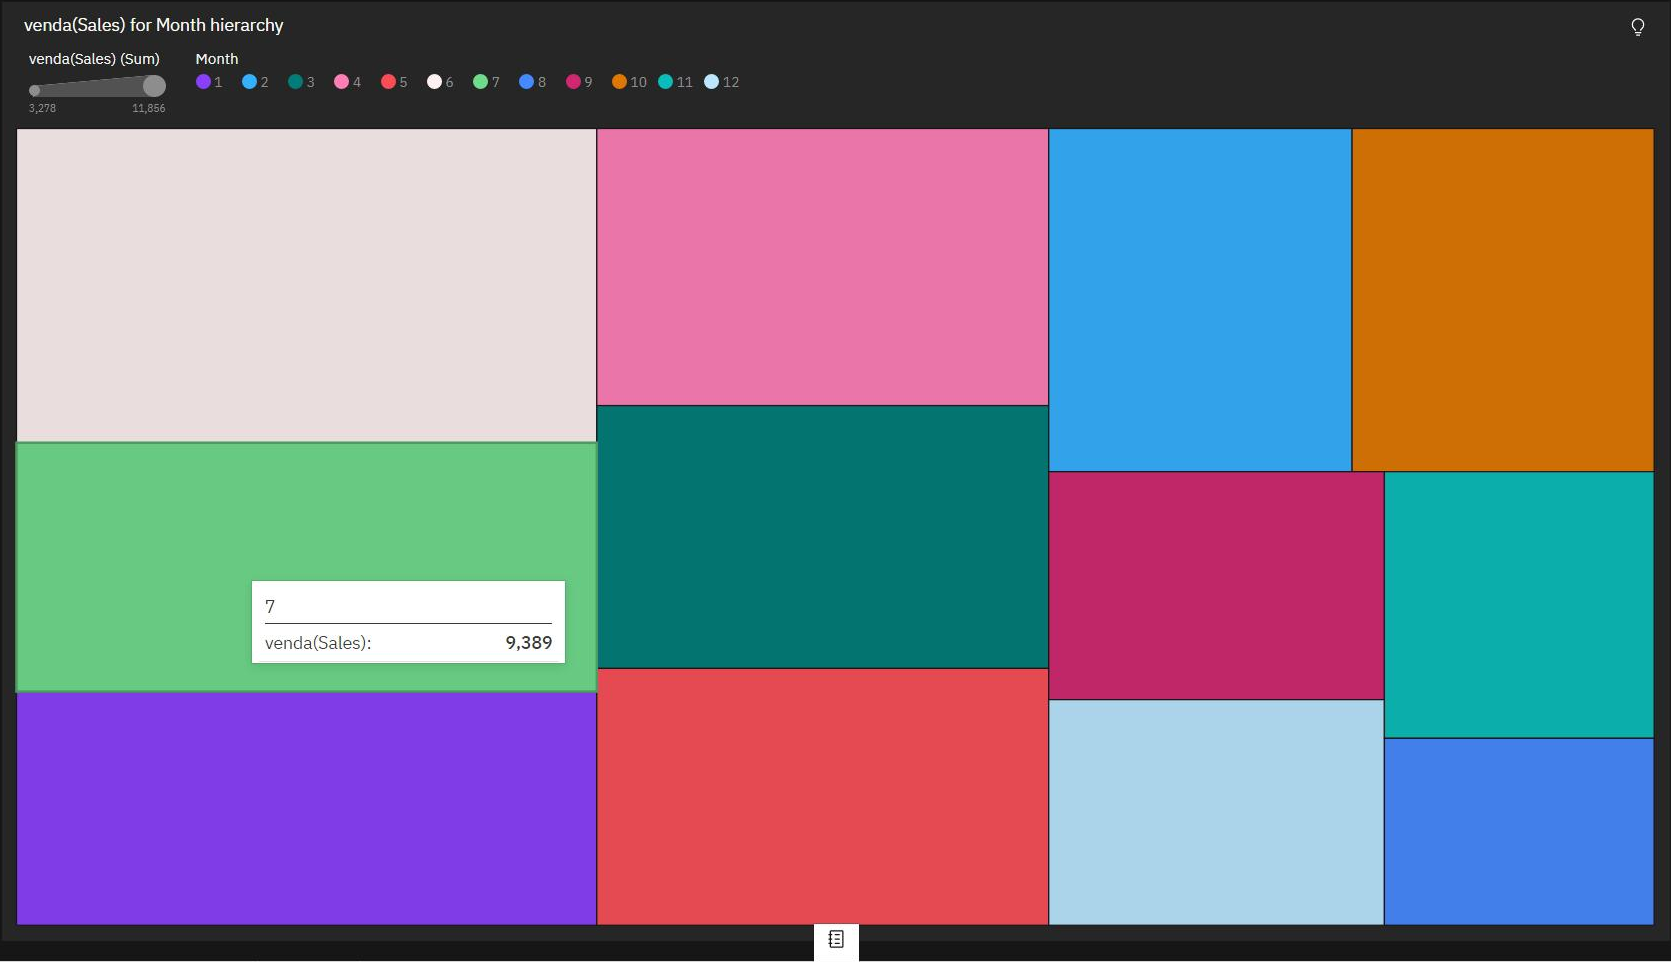 venda(Sales) for Month hierarchy
venda(Sales) (Sum)
3,278 11,856
Month
1 2 3 4 5 6 7 8 9 10 11 12
7
venda(Sales): 9,389